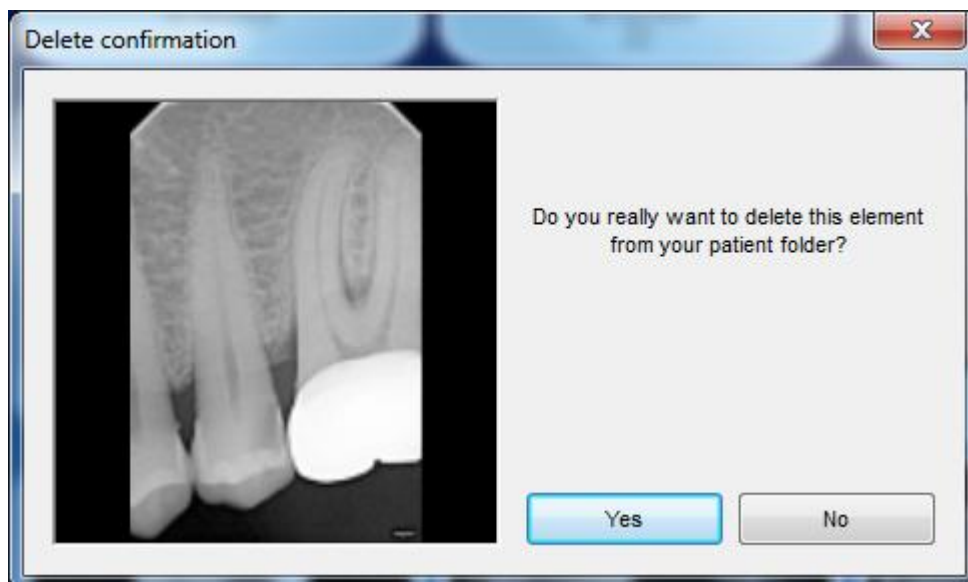 Delete confirmation
Do you really want to delete this element
from your patient folder?
Yes
No